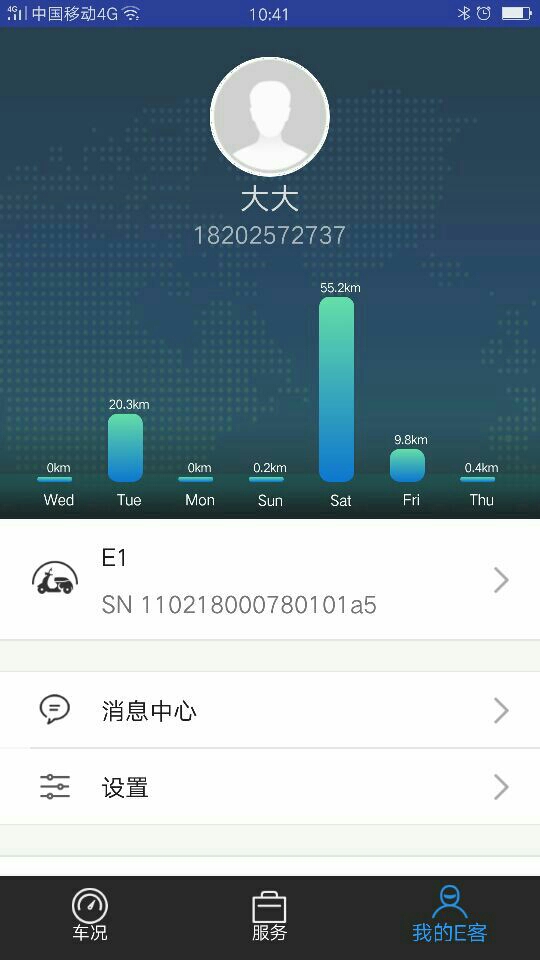 4G 中国移动4G 10:41
大大
18202572737
55.2km
20.3km
9.8km
0km 0km 0.2km 0.4km
Wed Tue Mon Sun Sat Fri Thu
E1
SN 110218000780101a5
消息中心
设置
车况 服务 我的E客